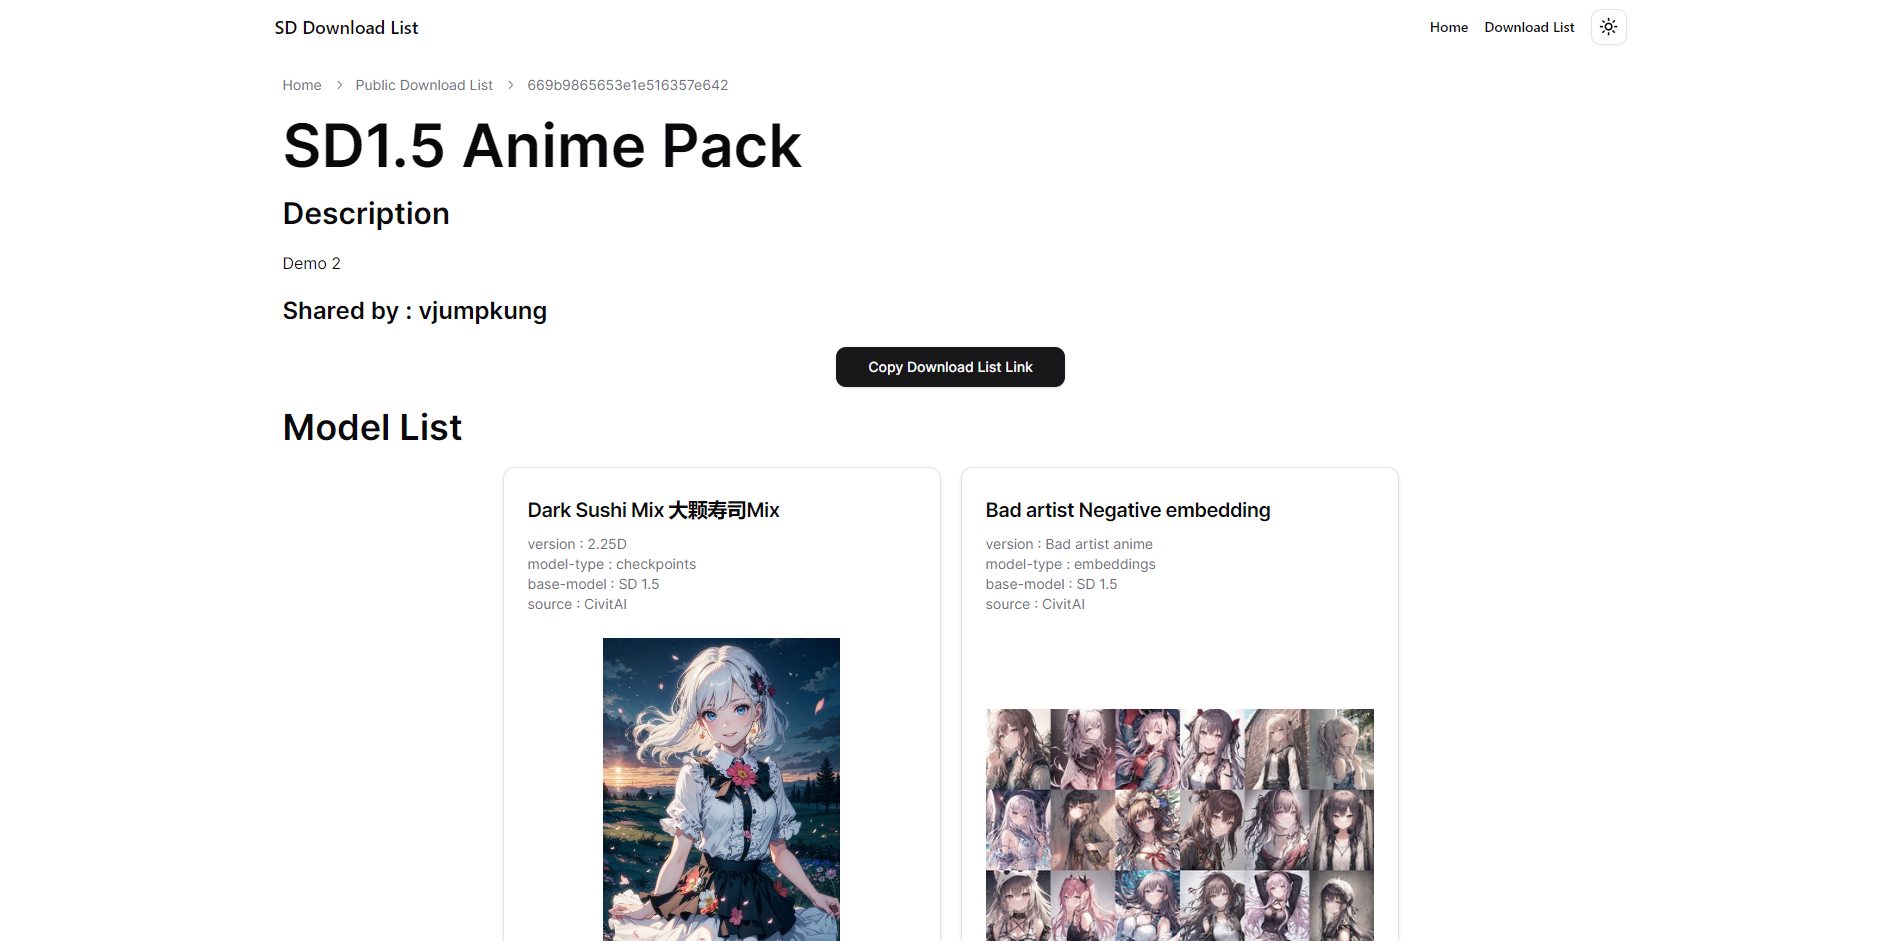 SD Download List
Home
Download List
Home > Public Download List > 669b9865653e1e516357e642
SD1.5 Anime Pack
Description
Demo 2
Shared by : vjumpkung
Copy Download List Link
Model List
Dark Sushi Mix 大颗寿司Mix
version : 2.25D
model-type : checkpoints
base-model : SD 1.5
source : CivitAI
Bad artist Negative embedding
version : Bad artist anime
model-type : embeddings
base-model : SD 1.5
source : CivitAI